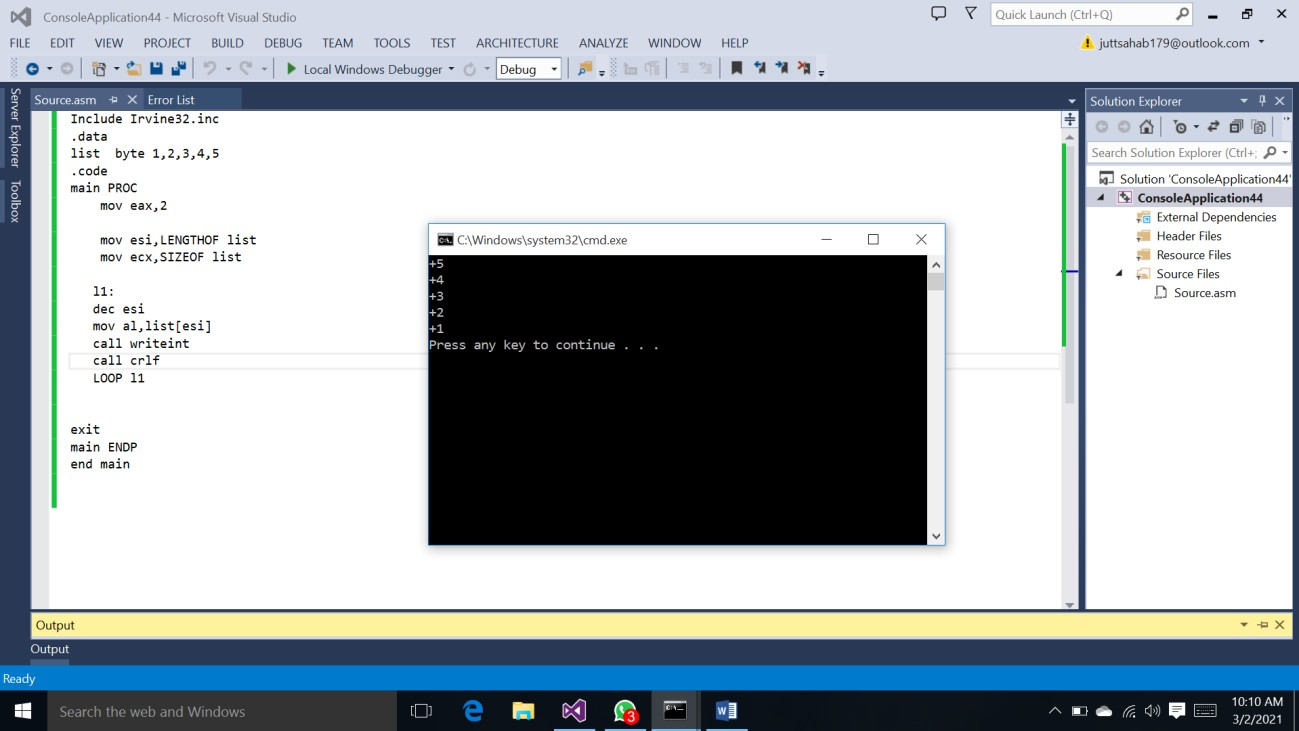 ConsoleApplication44 - Microsoft Visual Studio
Quick Launch (Ctrl+Q)
FILE EDIT VIEW PROJECT BUILD DEBUG TEAM TOOLS TEST ARCHITECTURE ANALYZE WINDOW HELP
juttsahab179@outlook.com
Local Windows Debugger
Debug
Server Explorer
Toolbox
Source.asm
Error List
Include Irvine32.inc
.data
list  byte 1,2,3,4,5
.code
main PROC
mov eax,2
mov esi,LENGTHOF list
mov ecx,SIZEOF list
l1:
dec esi
mov al,list[esi]
call writeint
call crlf
LOOP l1
exit
main ENDP
end main
C:\Windows\system32\cmd.exe
+5
+4
+3
+2
+1
Press any key to continue . . .
Solution Explorer
Search Solution Explorer (Ctrl+;
Solution 'ConsoleApplication44'
ConsoleApplication44
External Dependencies
Header Files
Resource Files
Source Files
Source.asm
Output
Output
Ready
Search the web and Windows
3
10:10 AM
3/2/2021